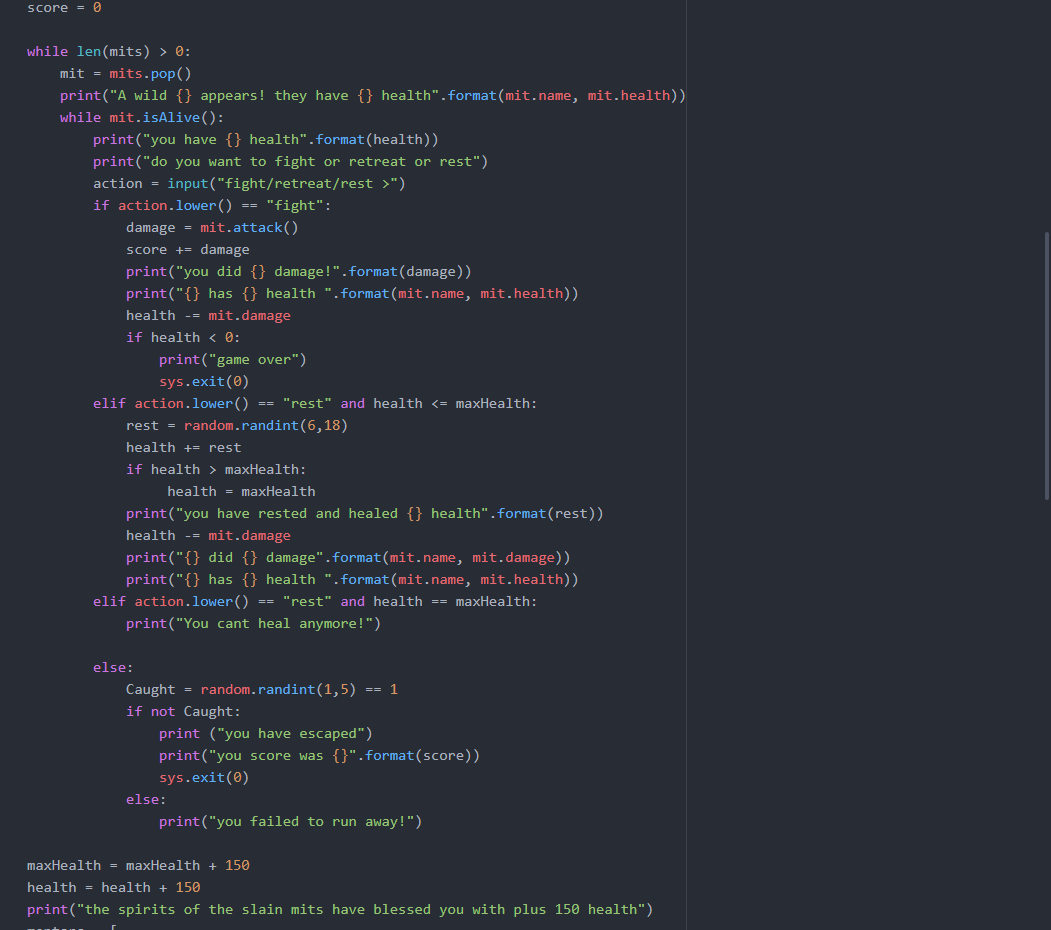 score = 0
while len(mits) > 0:
    mit = mits.pop()
    print("A wild {} appears! they have {} health".format(mit.name, mit.health))
    while mit.isAlive():
        print("you have {} health".format(health))
        print("do you want to fight or retreat or rest")
        action = input("fight/retreat/rest >")
        if action.lower() == "fight":
            damage = mit.attack()
            score += damage
            print("you did {} damage!".format(damage))
            print("{} has {} health ".format(mit.name, mit.health))
            health -= mit.damage
            if health < 0:
                print("game over")
                sys.exit(0)
        elif action.lower() == "rest" and health <= maxHealth:
            rest = random.randint(6,18)
            health += rest
            if health > maxHealth:
                 health = maxHealth
            print("you have rested and healed {} health".format(rest))
            health -= mit.damage
            print("{} did {} damage".format(mit.name, mit.damage))
            print("{} has {} health ".format(mit.name, mit.health))
        elif action.lower() == "rest" and health == maxHealth:
            print("You cant heal anymore!")
        else:
            Caught = random.randint(1,5) == 1
            if not Caught:
                print ("you have escaped")
                print("you score was {}".format(score))
                sys.exit(0)
            else:
                print("you failed to run away!")
maxHealth = maxHealth + 150
health = health + 150
print("the spirits of the slain mits have blessed you with plus 150 health")